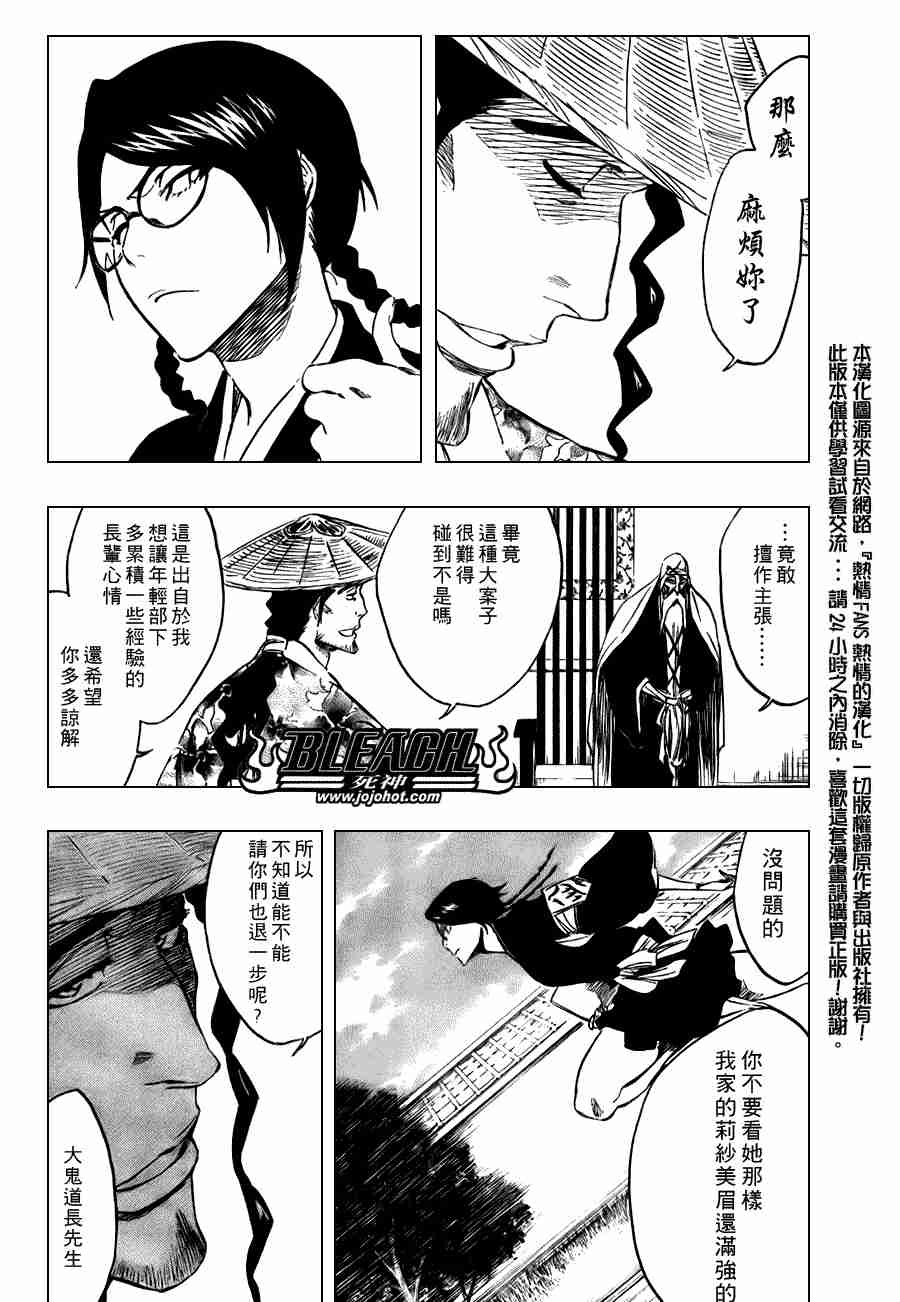 那麼
麻煩妳了
…竟敢
擅作主張……
畢竟
這種大案子
很難得
碰到不是嗎
這是出自於我
想讓年輕部下
多累積一些經驗的
長輩心情
還希望
你多多諒解
BLEACH
死神
www.jojohot.com
沒問題的
你不要看她那樣
我家的莉紗美眉還滿強的
所以
不知道能不能
請你們也退一步呢?
大鬼道長先生
本漢化圖源來自於網路，『熱情FANS熱情的漢化』一切版權歸原作者與出版社擁有！
此版本僅供學習試看交流…請24小時之內消除，喜歡這套漫畫請購買正版！謝謝。